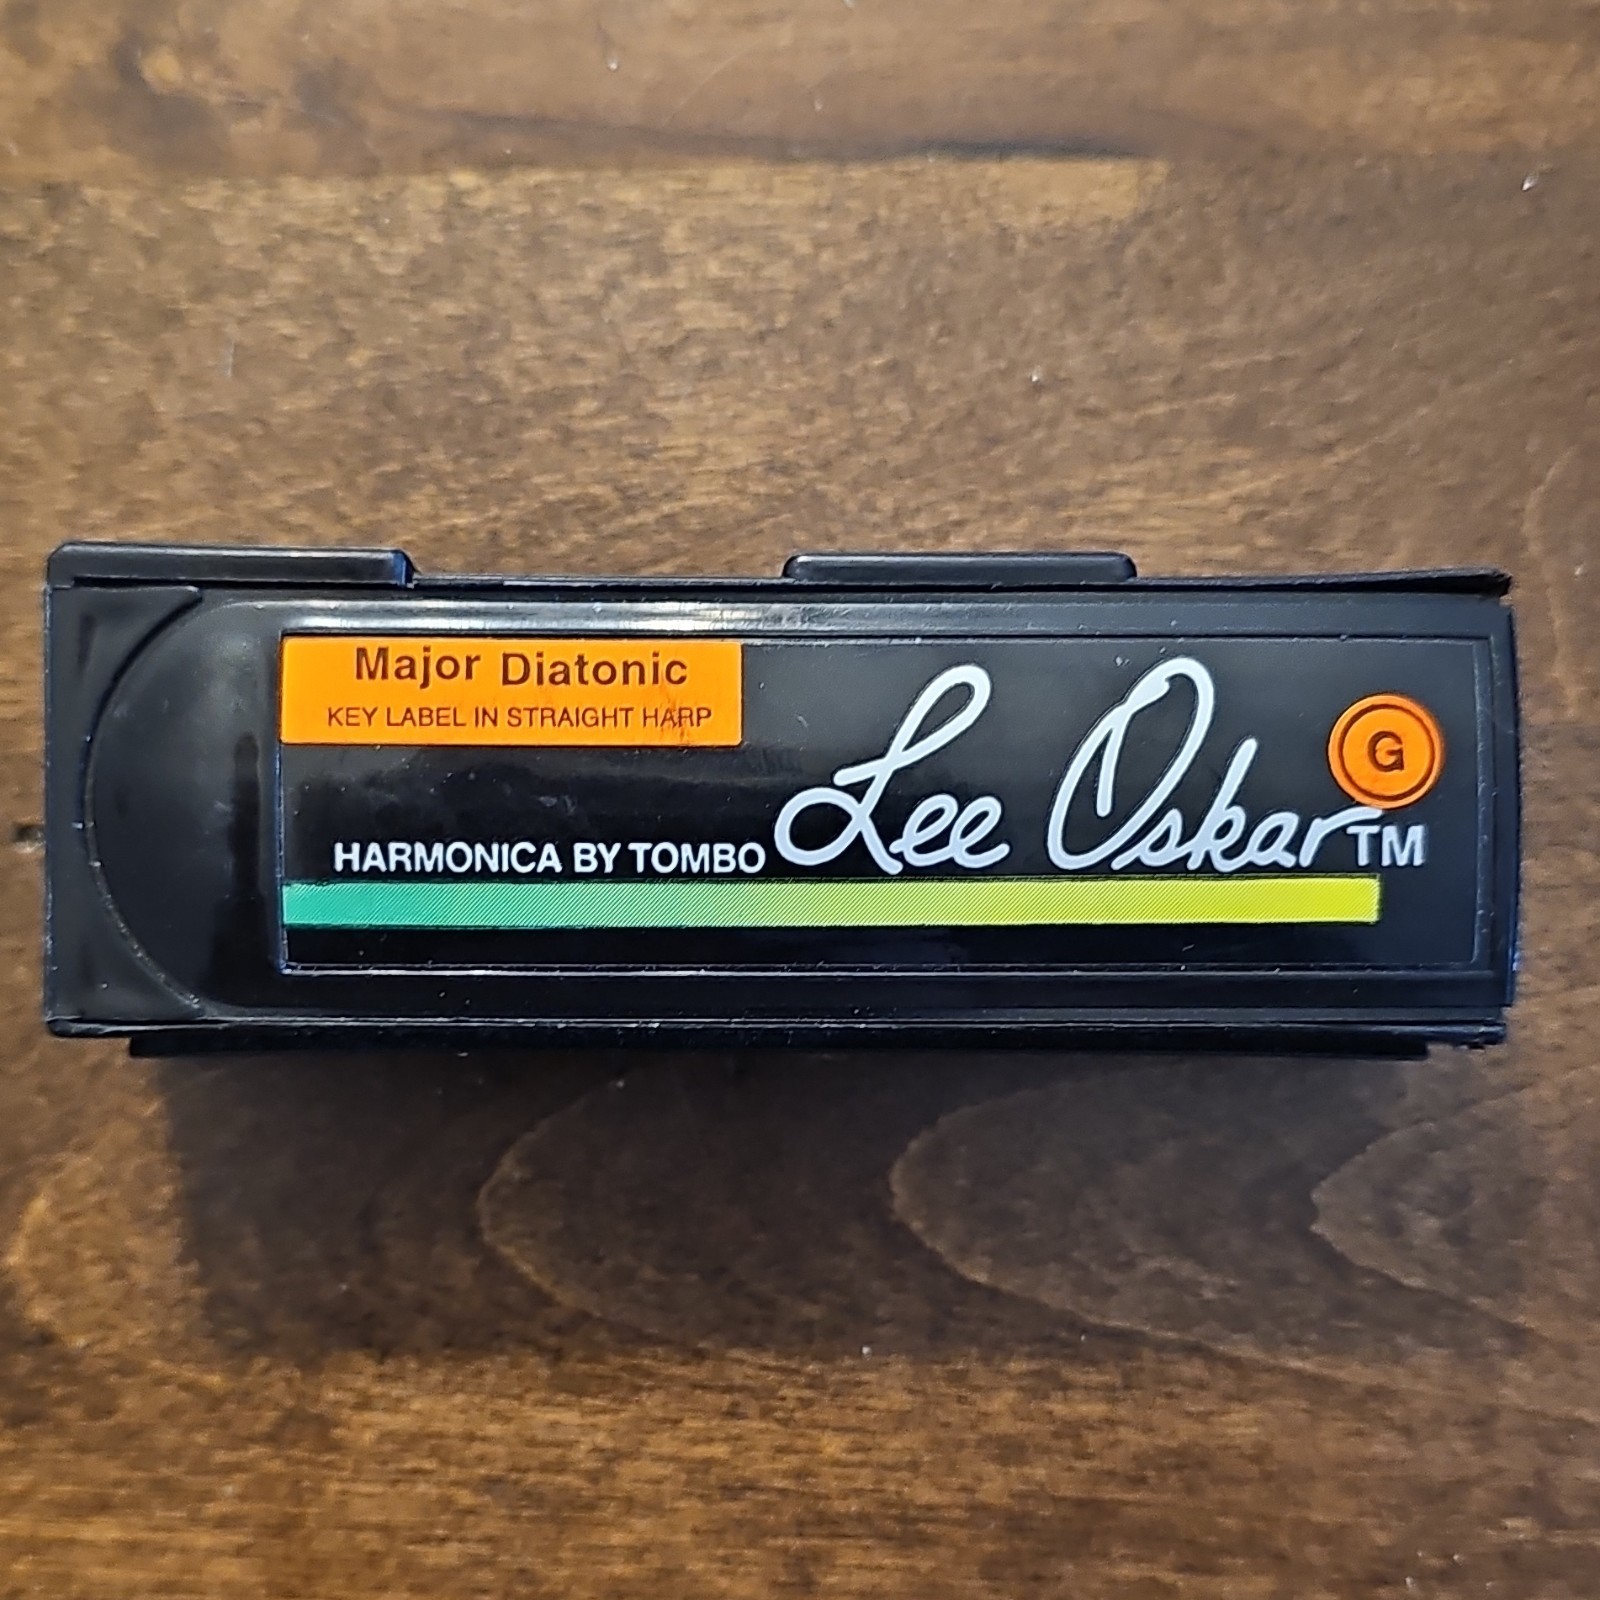 Major Diatonic
KEY LABEL IN STRAIGHT HARP
G
HARMONICA BY TOMBO Lee Oskar TM